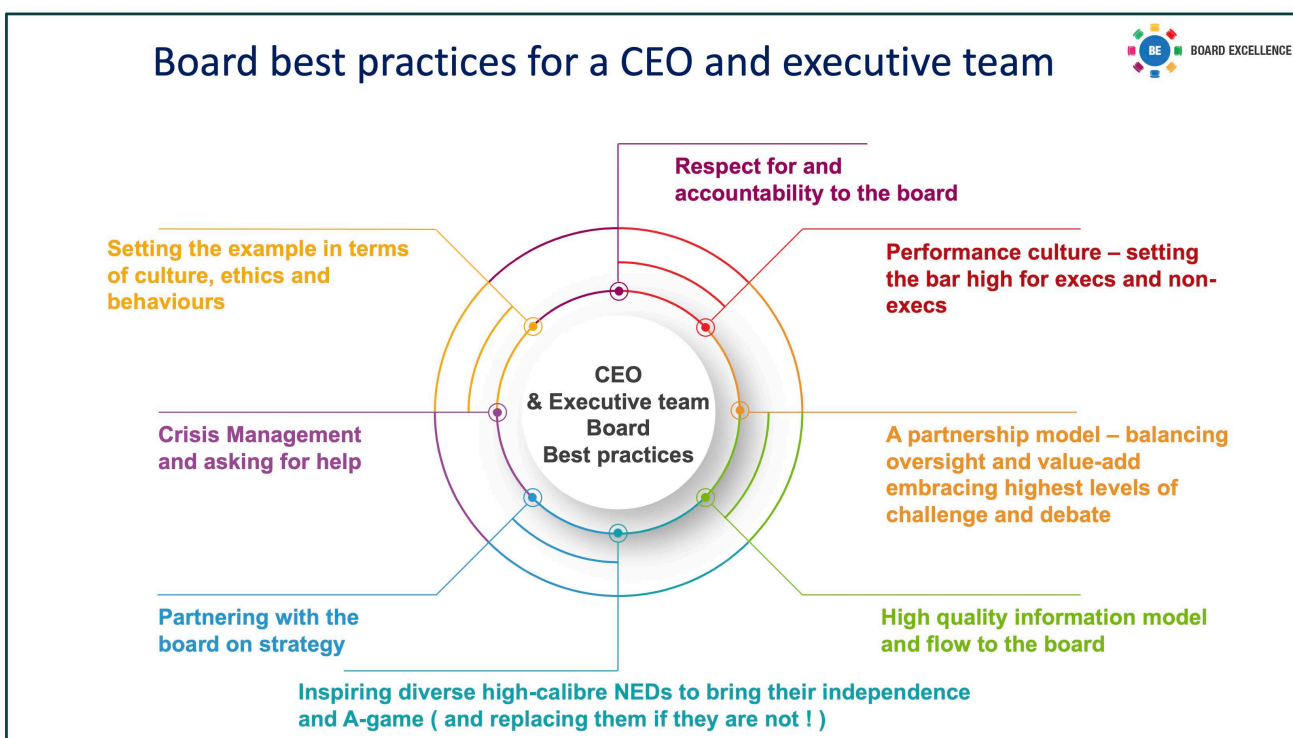 Board best practices for a CEO and executive team
BE
BOARD EXCELLENCE
Respect for and
accountability to the board
Performance culture – setting
the bar high for execs and non-
execs
A partnership model – balancing
oversight and value-add
embracing highest levels of
challenge and debate
High quality information model
and flow to the board
Inspiring diverse high-calibre NEDs to bring their independence
and A-game ( and replacing them if they are not ! )
Partnering with the
board on strategy
Crisis Management
and asking for help
Setting the example in terms
of culture, ethics and
behaviours
CEO
& Executive team
Board
Best practices